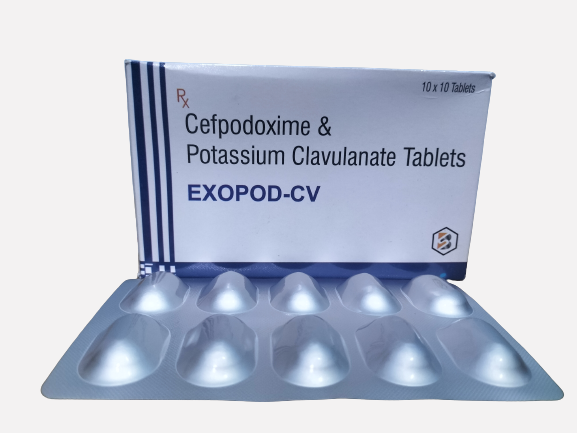 10 x 10 Tablets
Rx
Cefpodoxime &
Potassium Clavulanate Tablets
EXOPOD-CV